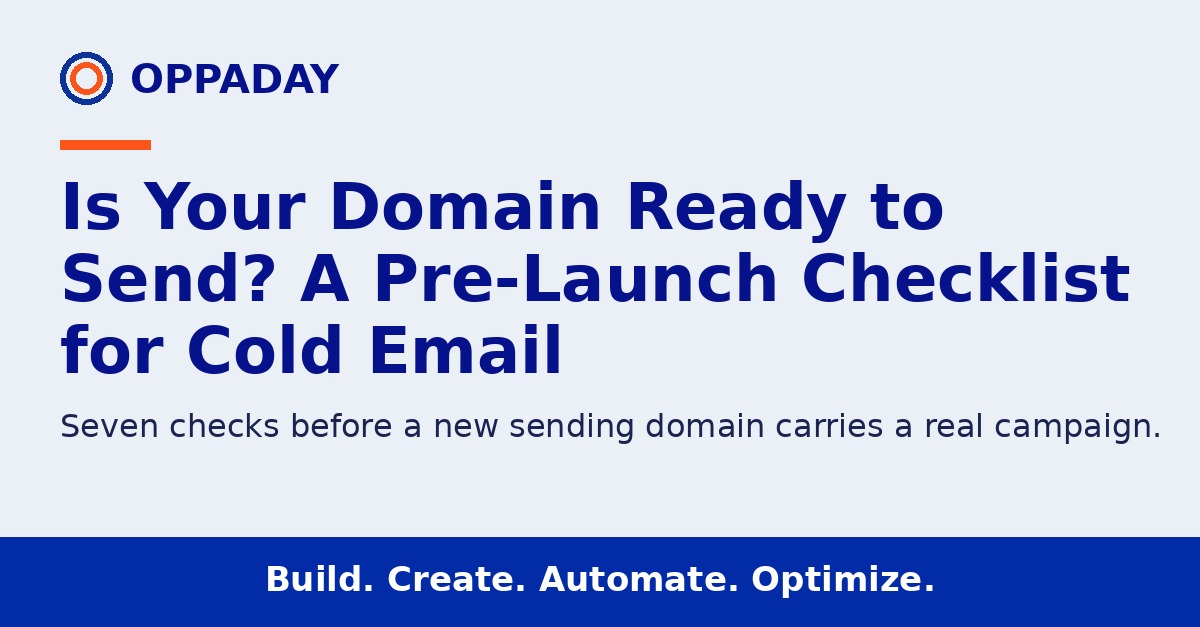 OPPADAY
Is Your Domain Ready to
Send? A Pre-Launch Checklist
for Cold Email
Seven checks before a new sending domain carries a real campaign.
Build. Create. Automate. Optimize.